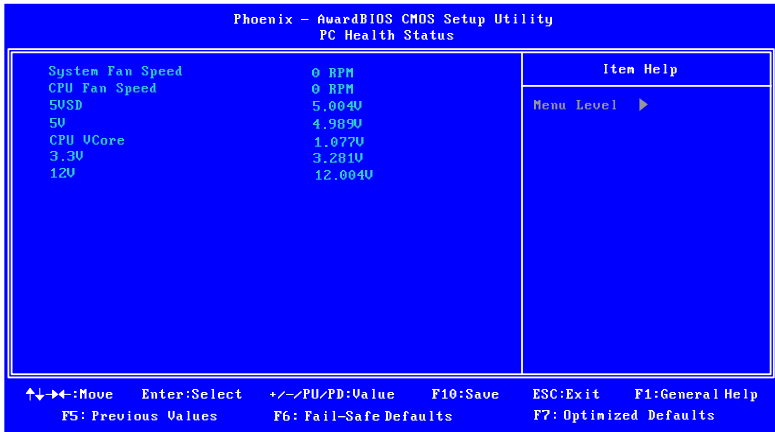 Phoenix – AwardBIOS CMOS Setup Utility
PC Health Status
System Fan Speed 0 RPM
CPU Fan Speed 0 RPM
5VSD 5.004V
5V 4.989V
CPU VCore 1.077V
3.3V 3.281V
12V 12.004V
Item Help
Menu Level ▶
↑↓→←:Move Enter:Select +/-/PU/PD:Value F10:Save ESC:Exit F1:General Help
F5: Previous Values F6: Fail-Safe Defaults F7: Optimized Defaults